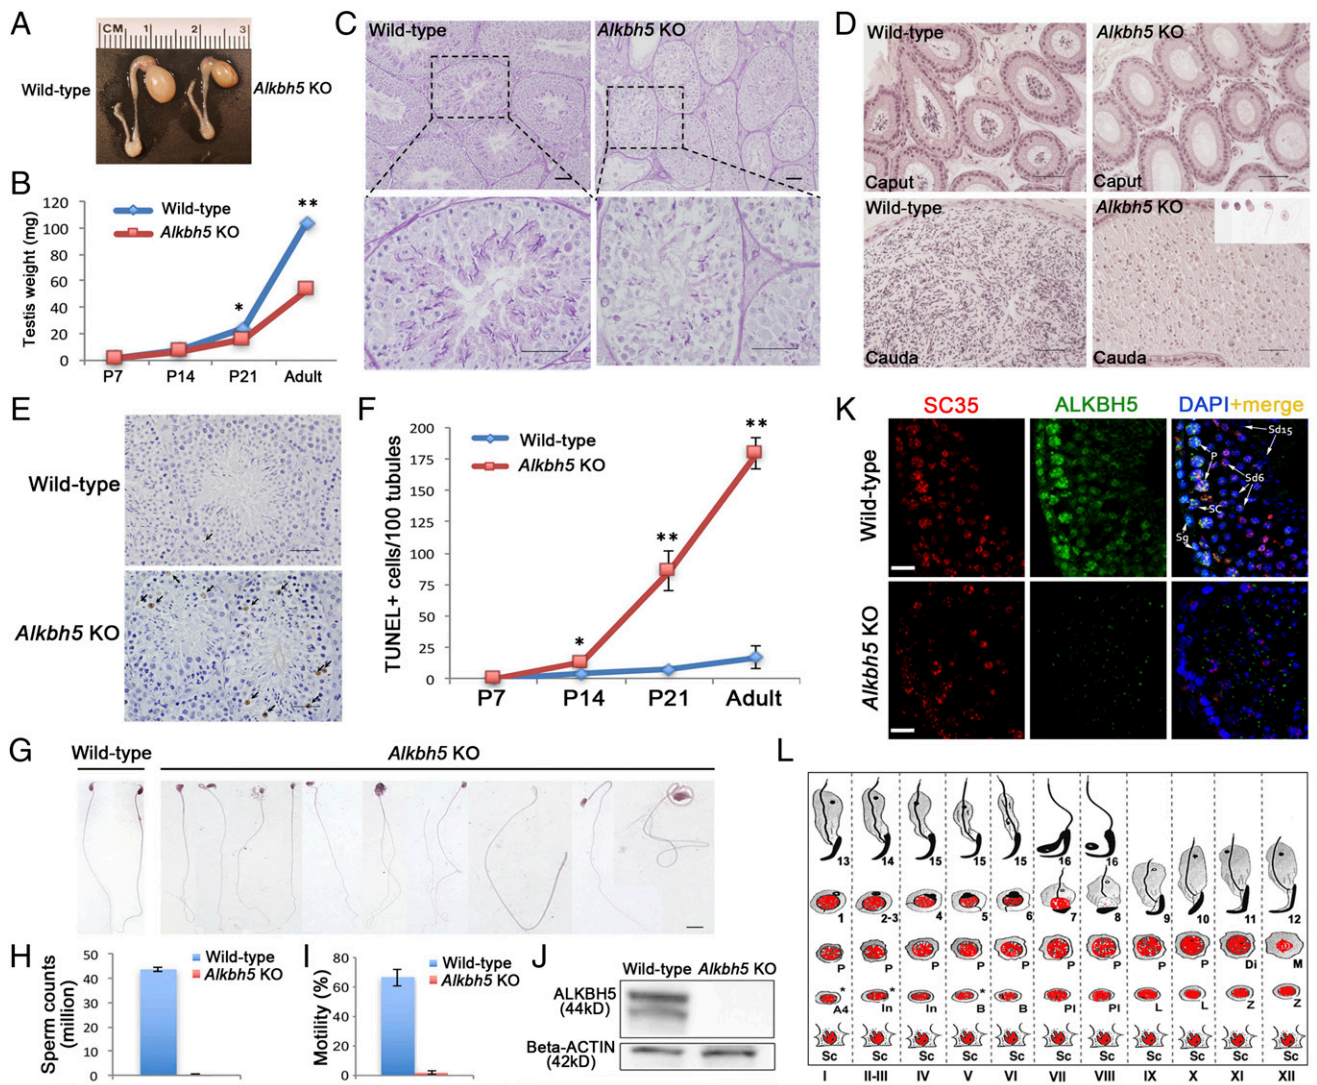 A
CM 1 2 3
Wild-type
Alkbh5 KO
B
Testis weight (mg)
120
100
80
60
40
20
0
Wild-type
Alkbh5 KO
*
**
P7 P14 P21 Adult
C
Wild-type
Alkbh5 KO
D
Wild-type
Alkbh5 KO
Caput
Caput
Wild-type
Alkbh5 KO
Cauda
Cauda
E
Wild-type
Alkbh5 KO
F
TUNEL+ cells/100 tubules
200
175
150
125
100
75
50
25
0
Wild-type
Alkbh5 KO
*
**
**
P7 P14 P21 Adult
K
SC35 ALKBH5 DAPI+merge
Wild-type
Sd15
P
Sd6
SC
Sg
Alkbh5 KO
G
Wild-type
Alkbh5 KO
H
Sperm counts
(million)
50
40
30
20
10
0
Wild-type
Alkbh5 KO
I
Motility (%)
80
60
40
20
0
Wild-type
Alkbh5 KO
J
Wild-type Alkbh5 KO
ALKBH5
(44kD)
Beta-ACTIN
(42kD)
L
13 14 15 15 15 16 16
1 2-3 4 5 6 7 8 9 10 11 12
P P P P P P P P P Di M
A4* In* In B* B Pl Pl L L Z Z
Sc Sc Sc Sc Sc Sc Sc Sc Sc Sc Sc
I II-III IV V VI VII VIII IX X XI XII